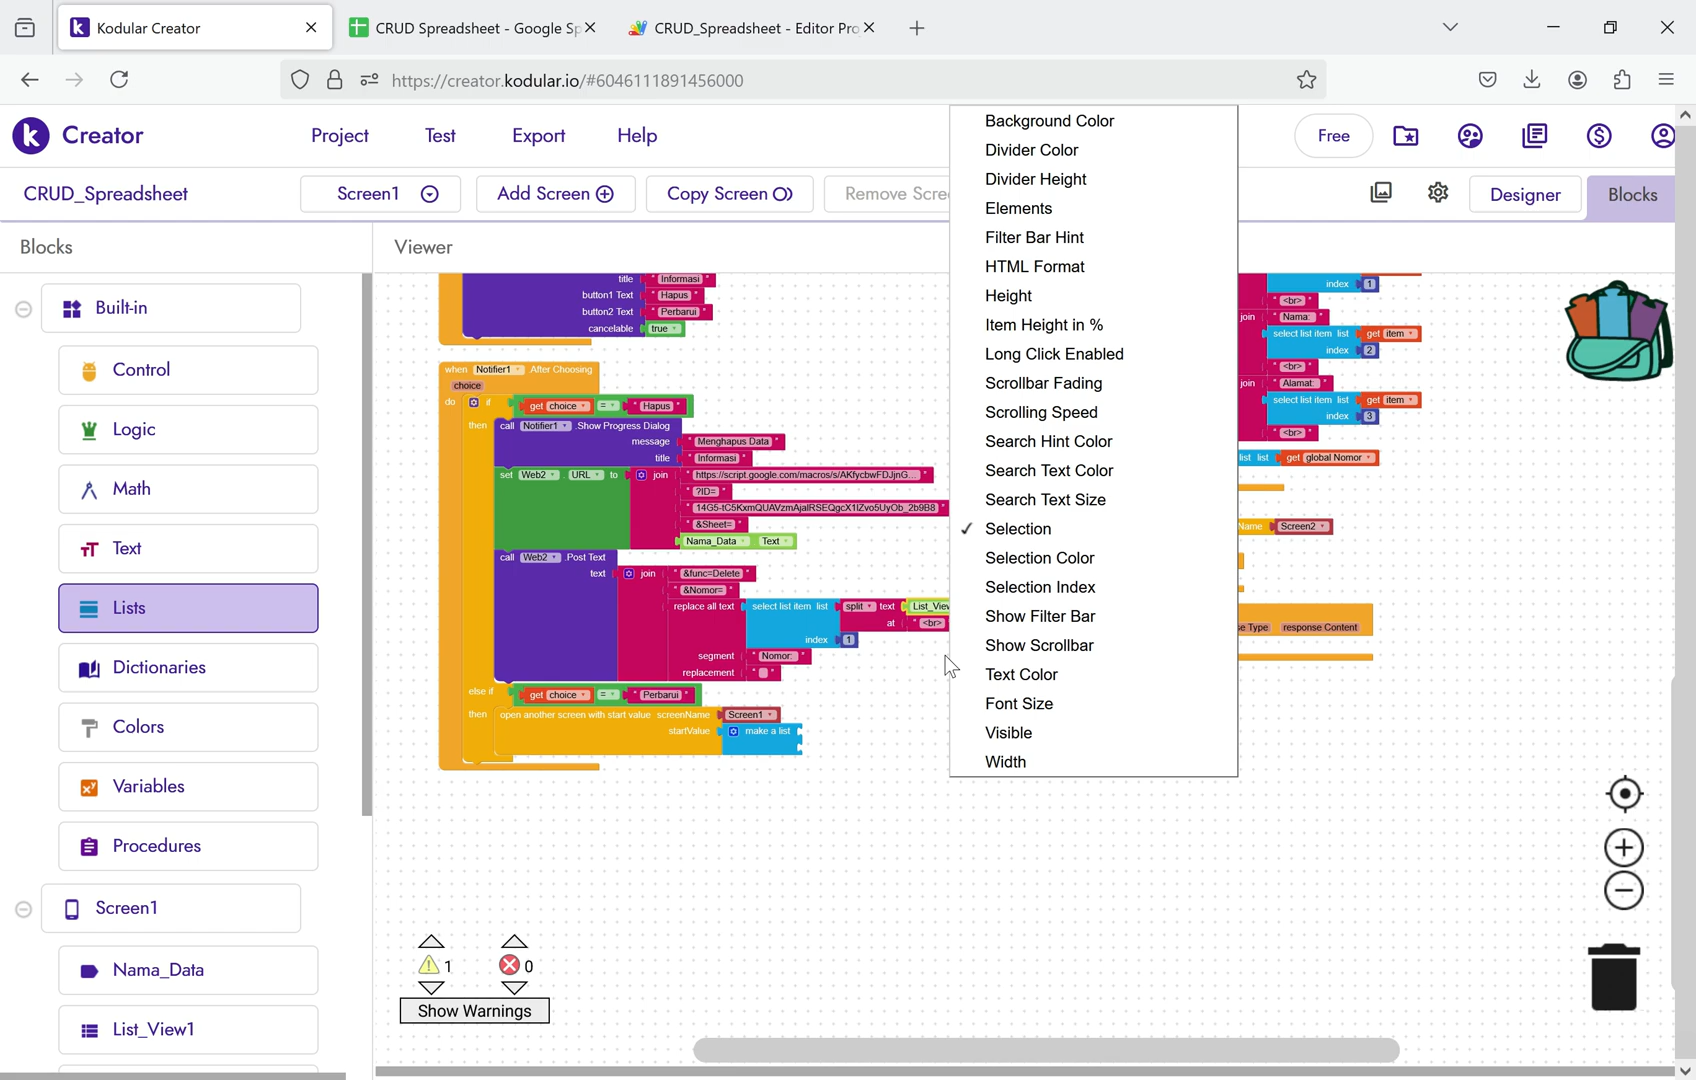 Kodular Creator
CRUD Spreadsheet - Google Sp
CRUD_Spreadsheet - Editor Pro
https://creator.kodular.io/#6046111891456000
Creator
Project
Test
Export
Help
Free
CRUD_Spreadsheet
Screen1
Add Screen
Copy Screen
Remove Scre
Designer
Blocks
Blocks
Viewer
Built-in
Control
Logic
Math
Text
Lists
Dictionaries
Colors
Variables
Procedures
Screen1
Nama_Data
List_View1
title " Informasi "
button1 Text " Hapus "
button2 Text " Perbarui "
cancelable true
when Notifier1 .After Choosing
choice
do if get choice = " Hapus "
then call Notifier1 .Show Progress Dialog
message " Menghapus Data "
title " Informasi "
set Web2 . URL to join " https://script.google.com/macros/s/AKfycbwFDJjnG... "
" ?ID= "
" &Sheet= "
Nama_Data . Text
call Web2 .Post Text
text join " &func=Delete "
" &Nomor= "
replace all text select list item list split text List_View
at " <br> "
index 1
segment " Nomor: "
replacement " "
else if get choice = " Perbarui "
then open another screen with start value screenName Screen1
startValue make a list
Background Color
Divider Color
Divider Height
Elements
Filter Bar Hint
HTML Format
Height
Item Height in %
Long Click Enabled
Scrollbar Fading
Scrolling Speed
Search Hint Color
Search Text Color
Search Text Size
✓ Selection
Selection Color
Selection Index
Show Filter Bar
Show Scrollbar
Text Color
Font Size
Visible
Width
index 1
" <br> "
join " Nama: "
select list item list get item
index 2
" <br> "
join " Alamat: "
select list item list get item
index 3
" <br> "
list list get global Nomor
Name Screen2
se Type response Content
1
0
Show Warnings